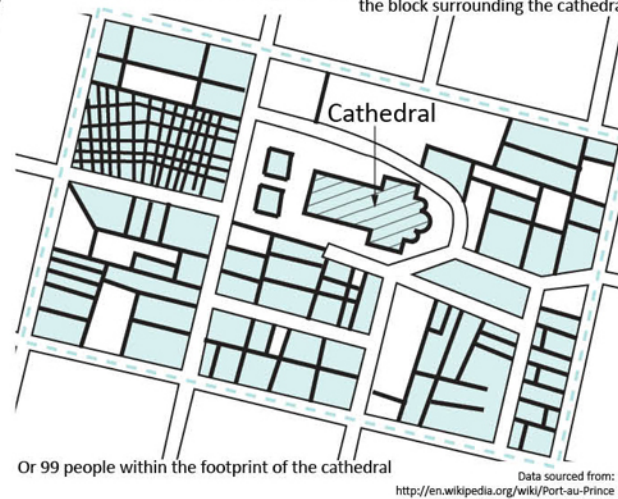 the block surrounding the cathedra
Cathedral
Or 99 people within the footprint of the cathedral
Data sourced from:
http://en.wikipedia.org/wiki/Port-au-Prince